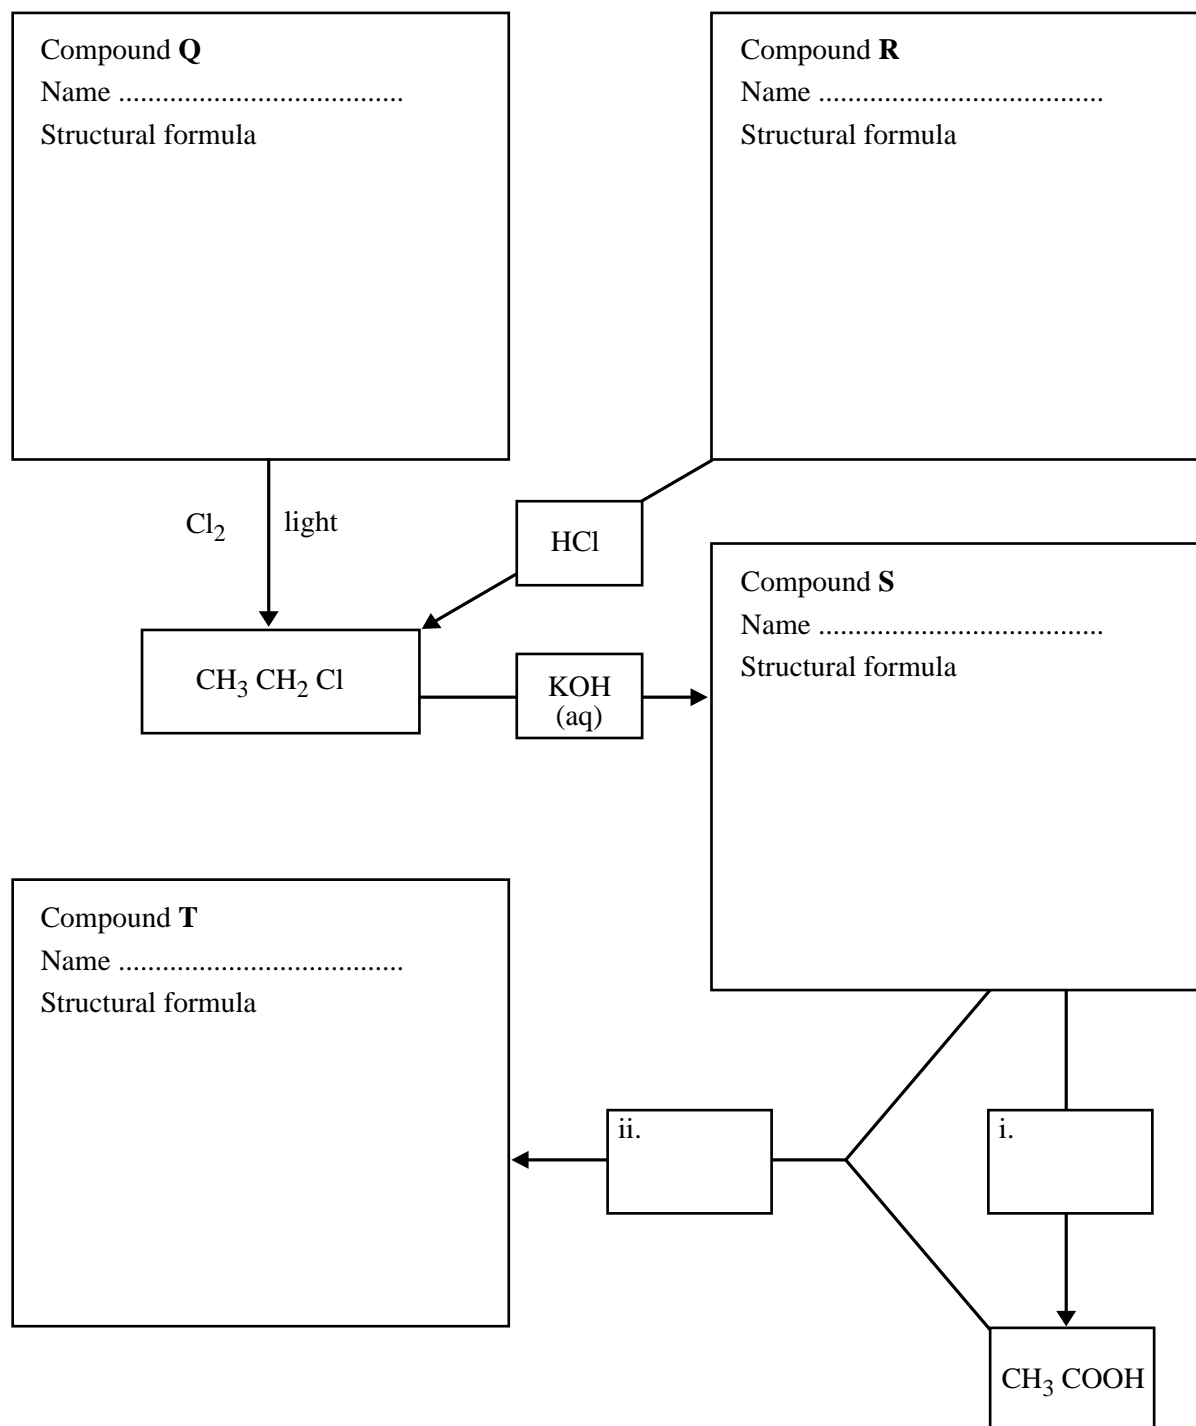 Compound Q
Name .......................................
Structural formula
Compound R
Name .......................................
Structural formula
Cl2 light
HCl
Compound S
Name .......................................
Structural formula
CH3 CH2 Cl
KOH
(aq)
Compound T
Name .......................................
Structural formula
ii.
i.
CH3 COOH